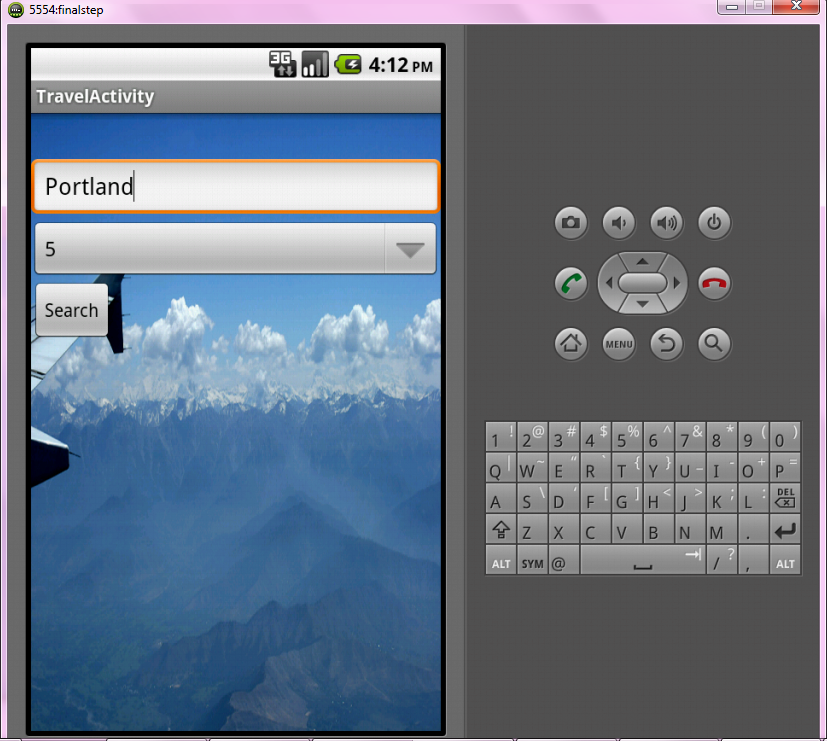 5554:finalstep
3G 4:12 PM
TravelActivity
Portland
5
Search
MENU
1 ! 2 @ 3 # 4 $ 5 % 6 ^ 7 & 8 * 9 ( 0 )
Q | W ~ E " R ` T { Y } U _ I - O + P =
A S \ D ' F [ G ] H < J > K ; L : DEL
Z X C V B N M .
ALT SYM @ / ? , ALT